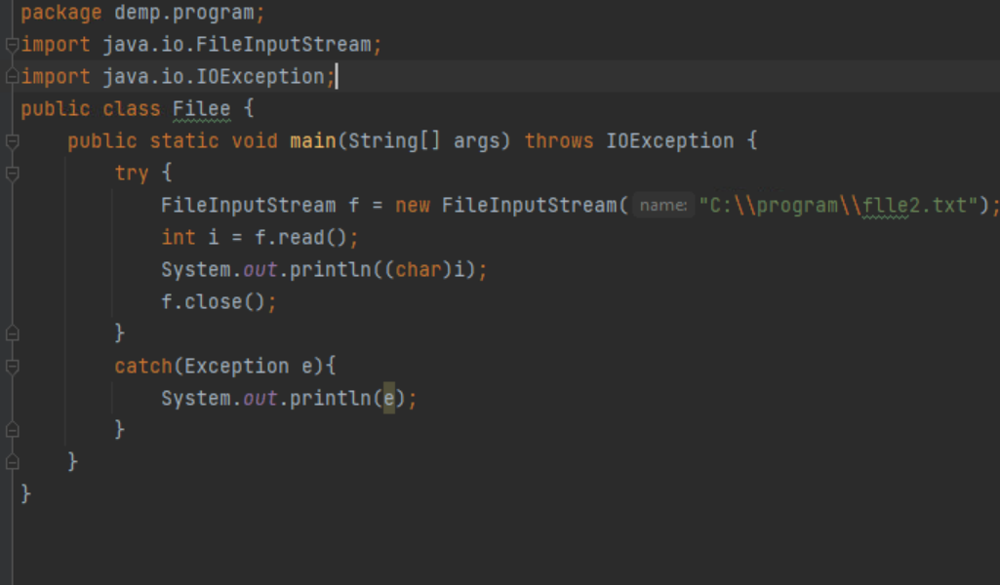 package demp.program;
import java.io.FileInputStream;
import java.io.IOException;
public class Filee {
public static void main(String[] args) throws IOException {
try {
FileInputStream f = new FileInputStream( name: "C:\\program\\flle2.txt");
int i = f.read();
System.out.println((char)i);
f.close();
}
catch(Exception e){
System.out.println(e);
}
}
}